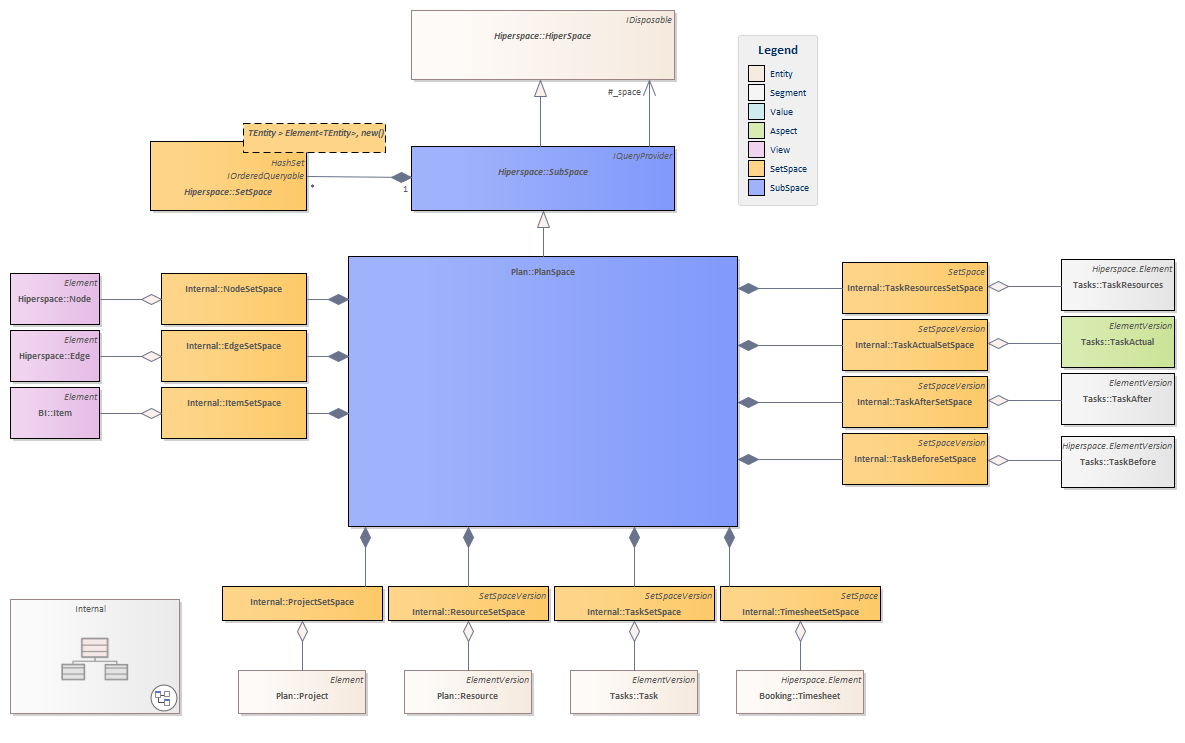 IDisposable
Hiperspace::HiperSpace
#_space
Legend
Entity
Segment
Value
Aspect
View
SetSpace
SubSpace
TEntity > Element<TEntity>, new()
HashSet
IOrderedQueryable
Hiperspace::SetSpace
*
1
IQueryProvider
Hiperspace::SubSpace
Plan::PlanSpace
Element
Hiperspace::Node
Internal::NodeSetSpace
Element
Hiperspace::Edge
Internal::EdgeSetSpace
Element
BI::Item
Internal::ItemSetSpace
SetSpace
Internal::TaskResourcesSetSpace
Hiperspace.Element
Tasks::TaskResources
SetSpaceVersion
Internal::TaskActualSetSpace
ElementVersion
Tasks::TaskActual
SetSpaceVersion
Internal::TaskAfterSetSpace
ElementVersion
Tasks::TaskAfter
SetSpaceVersion
Internal::TaskBeforeSetSpace
Hiperspace.ElementVersion
Tasks::TaskBefore
Internal::ProjectSetSpace
SetSpaceVersion
Internal::ResourceSetSpace
SetSpaceVersion
Internal::TaskSetSpace
SetSpace
Internal::TimesheetSetSpace
Internal
Element
Plan::Project
ElementVersion
Plan::Resource
ElementVersion
Tasks::Task
Hiperspace.Element
Booking::Timesheet